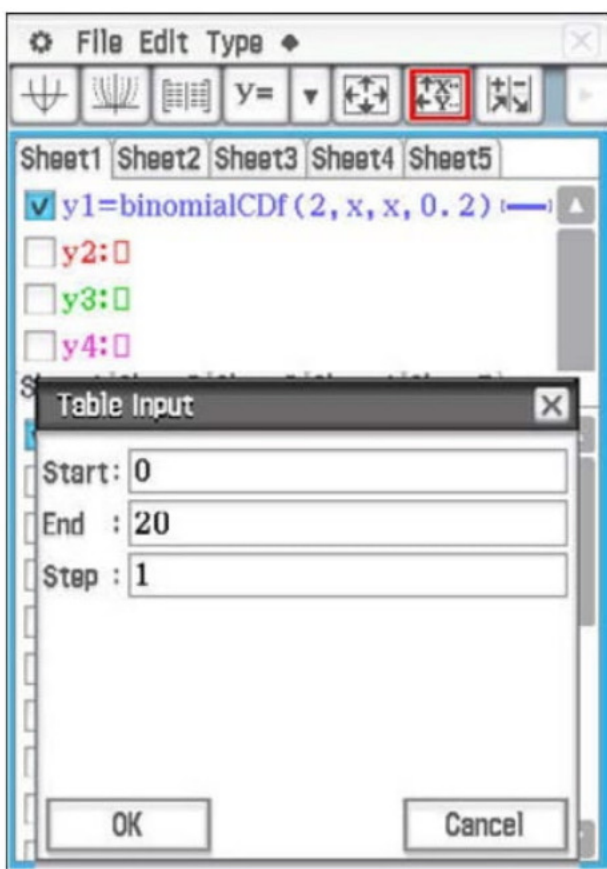 File Edit Type ◆
Y=
Sheet1 Sheet2 Sheet3 Sheet4 Sheet5
y1=binomialCDf(2,x,x,0.2)
y2:□
y3:□
y4:□
Table Input
Start: 0
End : 20
Step : 1
OK Cancel